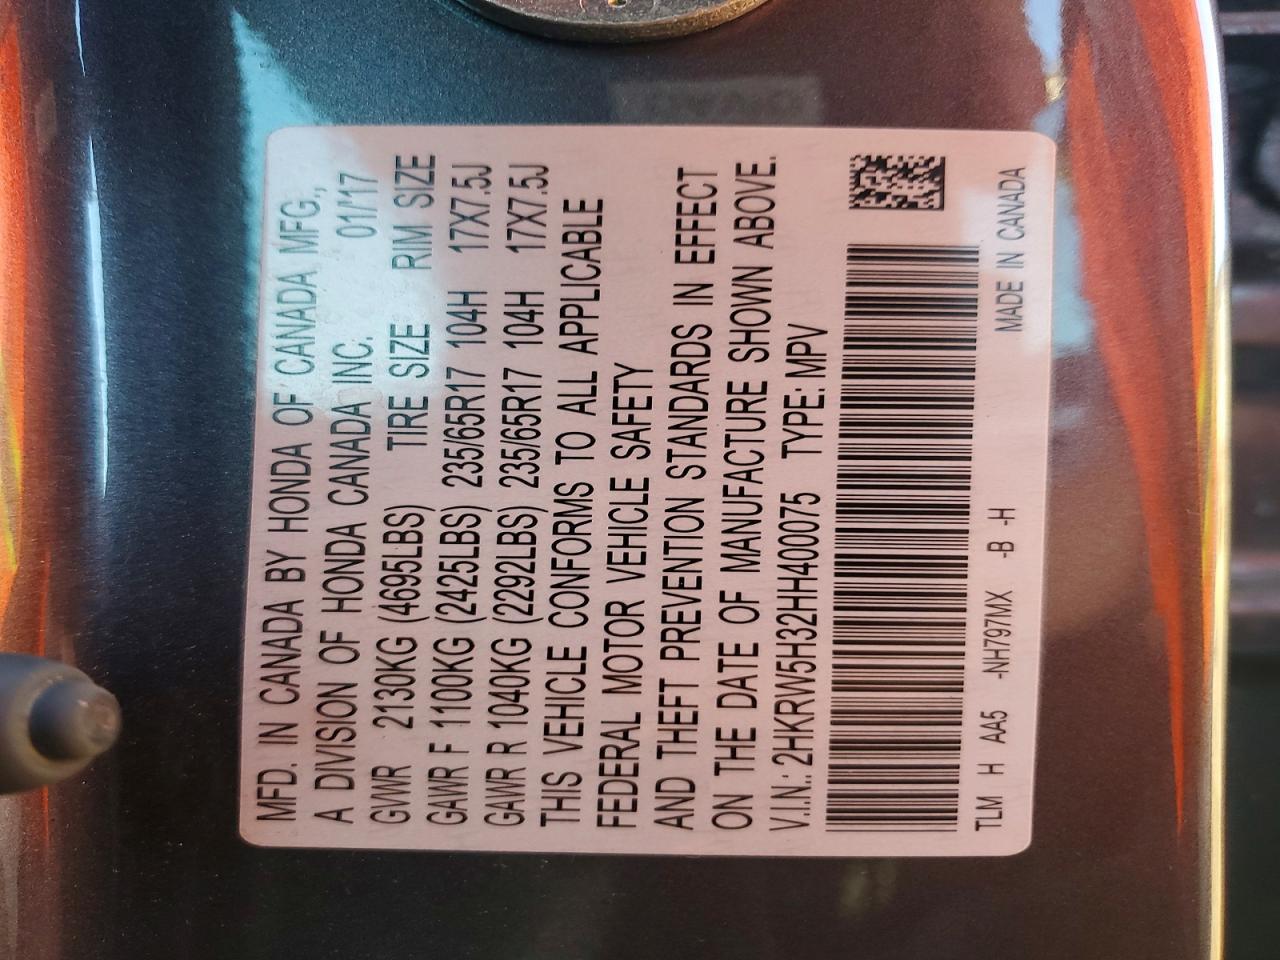 MFD. IN CANADA BY HONDA OF CANADA MFG.,
A DIVISION OF HONDA CANADA INC. 01/17
GVWR 2130KG (4695LBS) TIRE SIZE RIM SIZE
GAWR F 1100KG (2425LBS) 235/65R17 104H 17X7.5J
GAWR R 1040KG (2292LBS) 235/65R17 104H 17X7.5J
THIS VEHICLE CONFORMS TO ALL APPLICABLE
FEDERAL MOTOR VEHICLE SAFETY
AND THEFT PREVENTION STANDARDS IN EFFECT
ON THE DATE OF MANUFACTURE SHOWN ABOVE.
V.I.N.: 2HKRW5H32HH400075 TYPE: MPV
TLM H AA5 -NH797MX -B -H
MADE IN CANADA